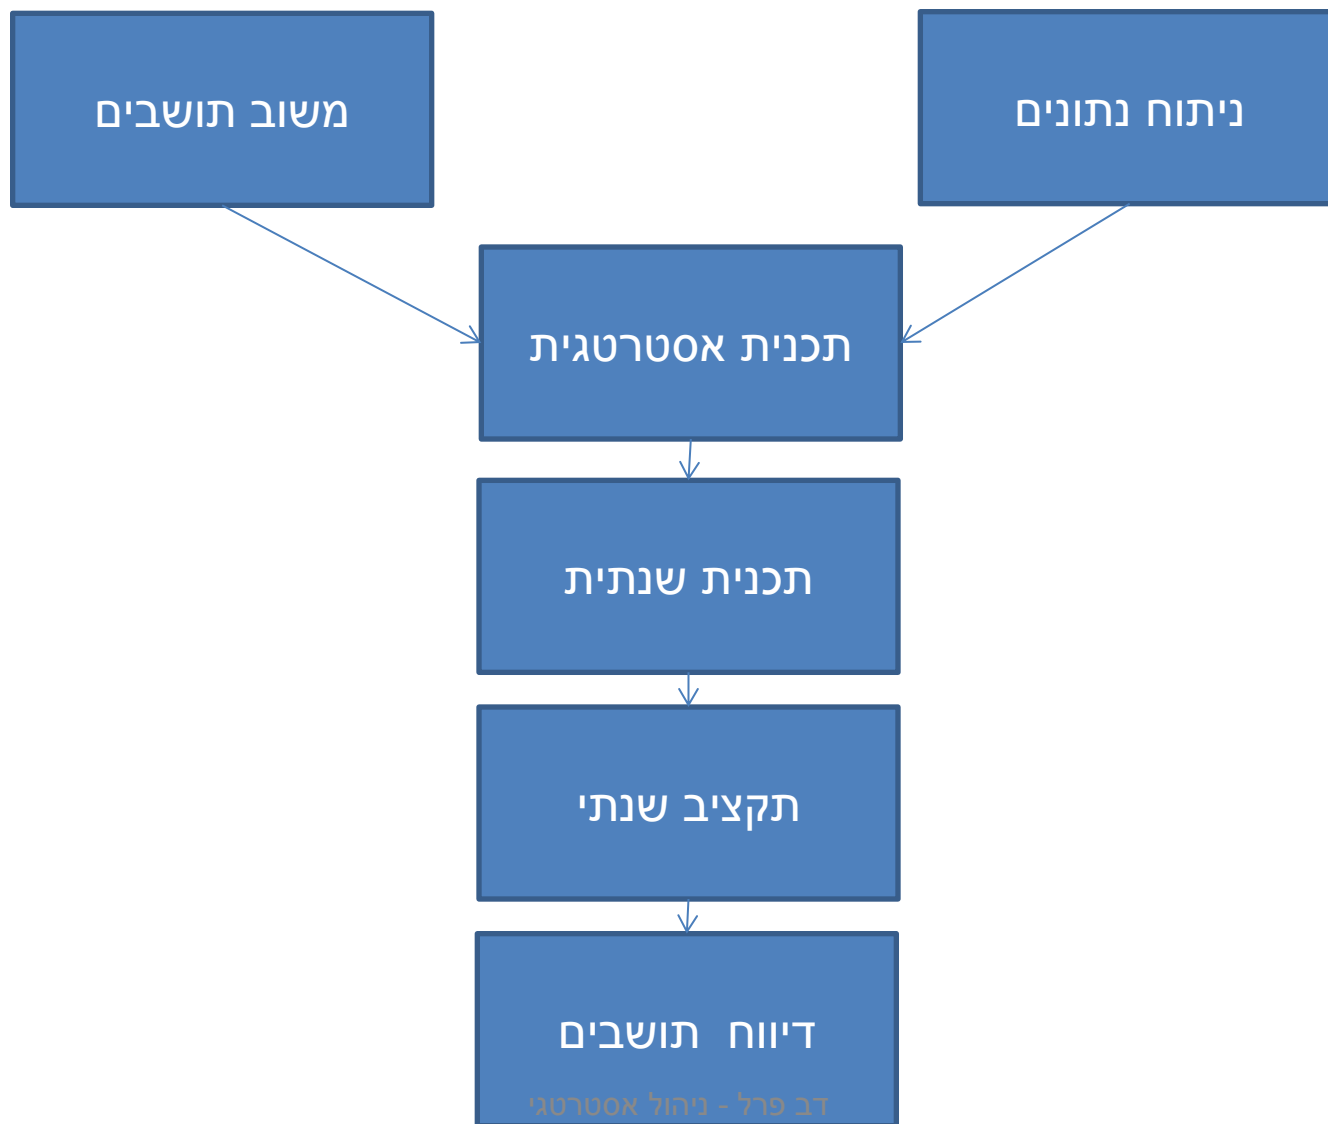 ניתוח נתונים
משוב תושבים
תכנית אסטרטגית
תכנית שנתית
תקציב שנתי
דיווח  תושבים
דב פרל - ניהול אסטרטגי